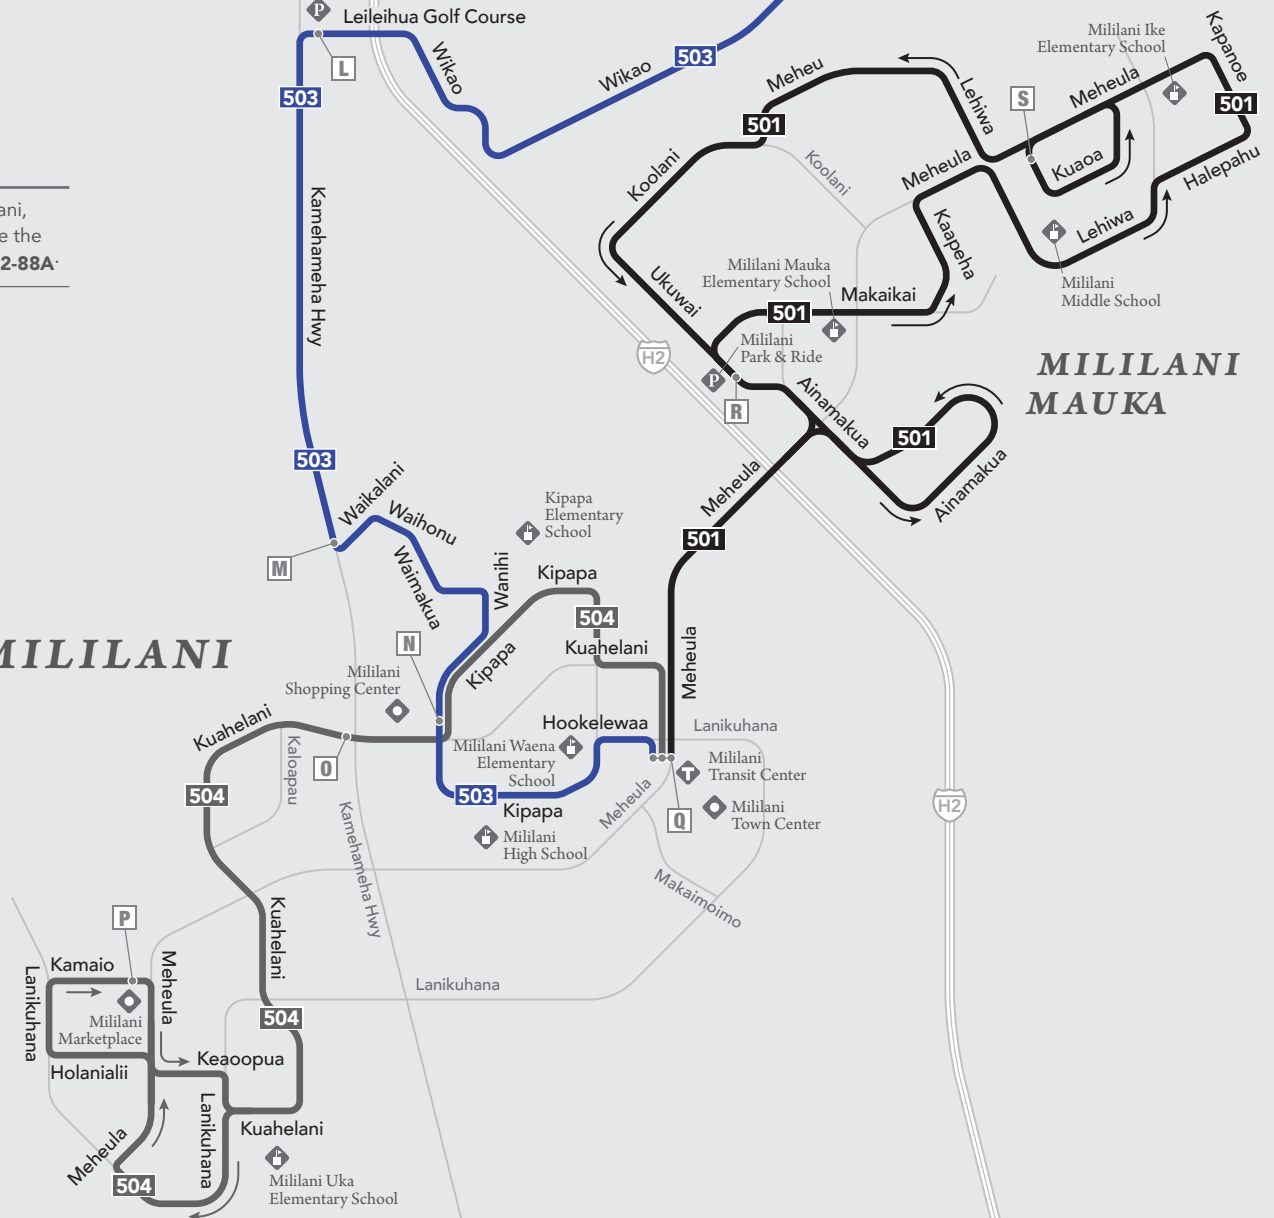 P
Leileihua Golf Course
L
Wikao
503
Wikao
503
Meheu
Lehiwa
Mililani Ike
Elementary School
Kapanoe
S
Meheula
501
501
Koolani
Koolani
Meheula
Kuaoa
Halepahu
ani,
e the
2-88A·
Kamehameha Hwy
Kaapeha
Lehiwa
Ukuwai
Mililani Mauka
Elementary School
Mililani
Middle School
501
Makaikai
Mililani
Park & Ride
H2
P
R
MILILANI
MAUKA
Ainamakua
501
Ainamakua
503
Waikalani
Waihonu
Meheula
Kipapa
Elementary
School
501
M
Waimakua
Wanihi
Kipapa
504
N
Kuahelani
Meheula
MILILANI
Kipapa
Mililani
Shopping Center
Kuahelani
Hookelewaa
Lanikuhana
Mililani Waena
Elementary
School
O
Kaloapau
T
Mililani
Transit Center
504
503
Kipapa
Meheula
Q
Mililani
Town Center
H2
Mililani
High School
Kamehameha Hwy
Makaimoimo
P
Kuahelani
Kamaio
Meheula
Lanikuhana
Lanikuhana
Mililani
Marketplace
504
Keaoopua
Holanialii
Lanikuhana
Kuahelani
Meheula
504
Mililani Uka
Elementary School